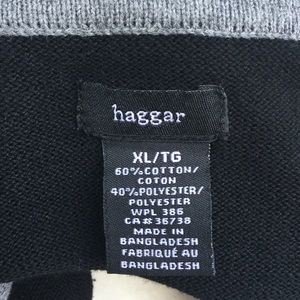 haggar
XL/TG
60%COTTON/
COTON
40%POLYESTER/
POLYESTER
WPL 386
CA#36738
MADE IN
BANGLADESH
FABRIQUÉ AU
BANGLADESH